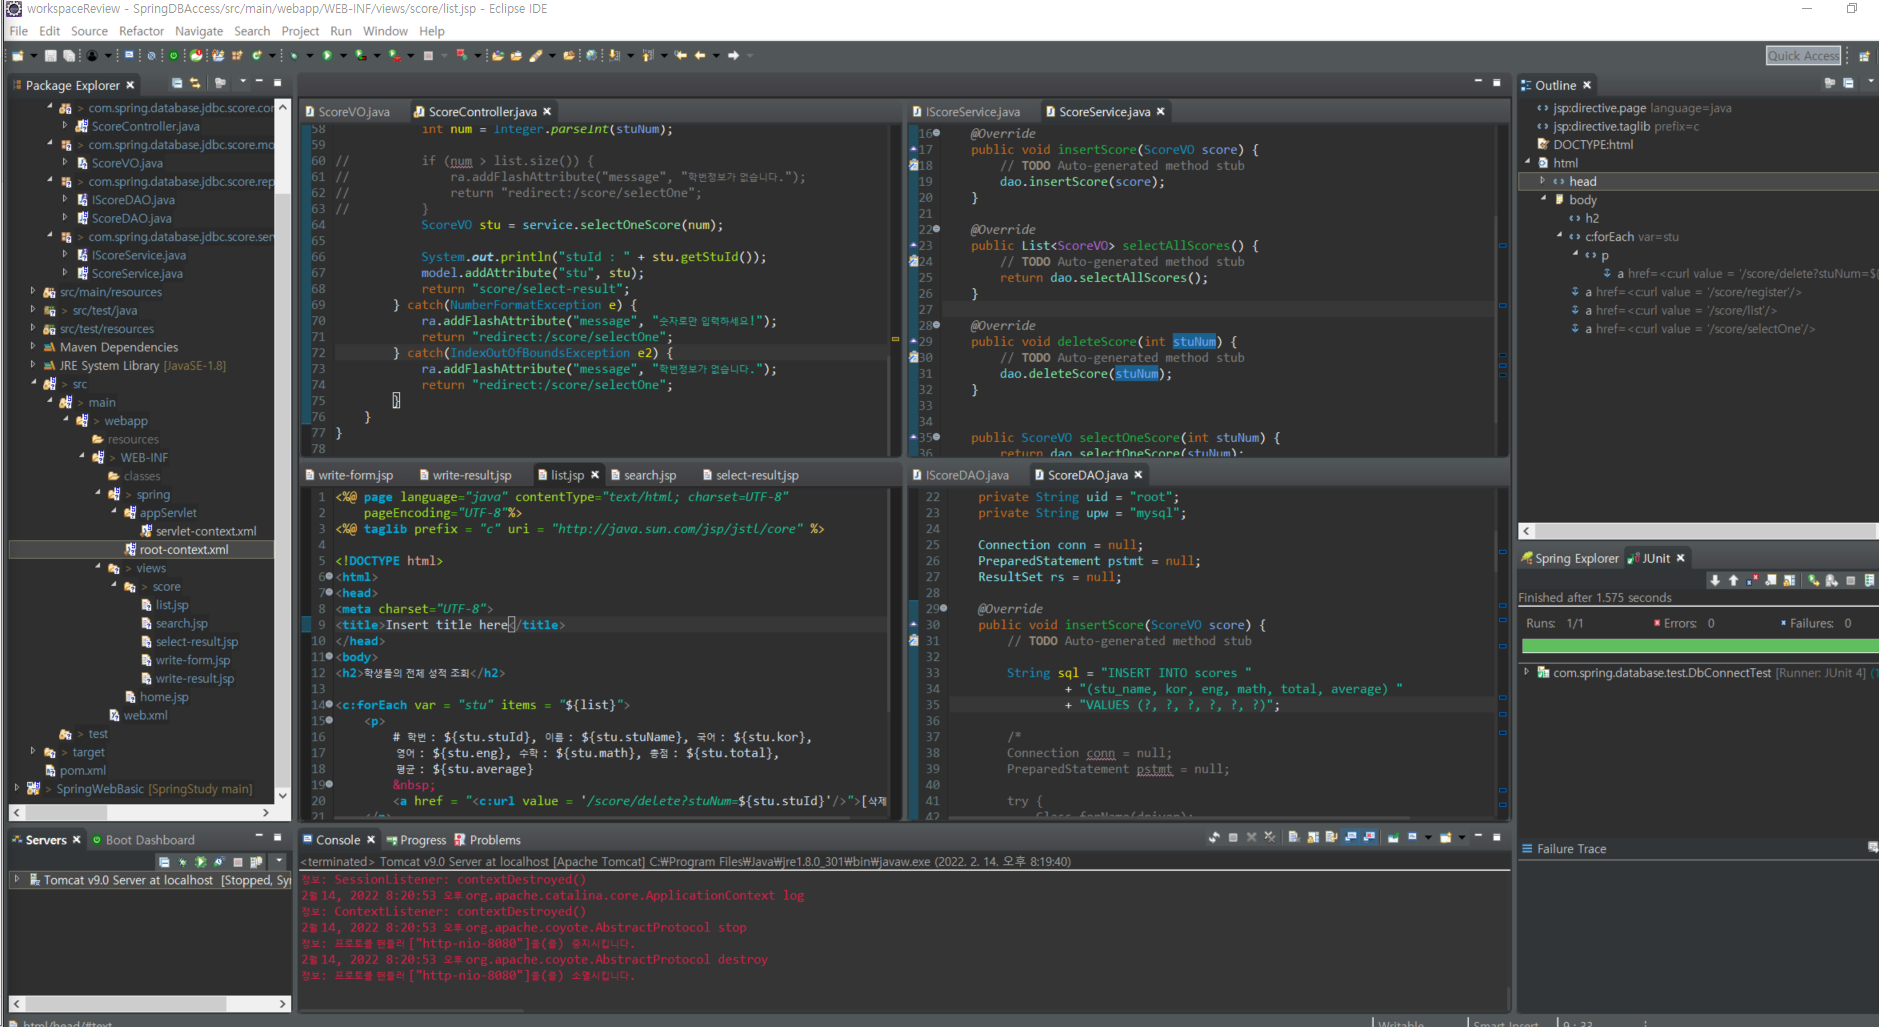 workspaceReview - SpringDBAccess/src/main/webapp/WEB-INF/views/score/list.jsp - Eclipse IDE
File Edit Source Refactor Navigate Search Project Run Window Help
Quick Access
Package Explorer
> com.spring.database.jdbc.score.cor
ScoreController.java
> com.spring.database.jdbc.score.mo
ScoreVO.java
> com.spring.database.jdbc.score.rep
IScoreDAO.java
ScoreDAO.java
> com.spring.database.jdbc.score.ser
IScoreService.java
ScoreService.java
src/main/resources
> src/test/java
src/test/resources
Maven Dependencies
JRE System Library [JavaSE-1.8]
> src
> main
> webapp
resources
> WEB-INF
classes
> spring
> appServlet
servlet-context.xml
root-context.xml
> views
> score
list.jsp
search.jsp
select-result.jsp
write-form.jsp
write-result.jsp
home.jsp
web.xml
> test
> target
pom.xml
> SpringWebBasic [SpringStudy main]
Servers Boot Dashboard
Tomcat v9.0 Server at localhost [Stopped, Sy
ScoreVO.java ScoreController.java
58 int num = Integer.parseInt(stuNum);
59
60 // if (num > list.size()) {
61 // ra.addFlashAttribute("message", "학번정보가 없습니다.");
62 // return "redirect:/score/selectOne";
63 // }
64 ScoreVO stu = service.selectOneScore(num);
65
66 System.out.println("stuId : " + stu.getStuId());
67 model.addAttribute("stu", stu);
68 return "score/select-result";
69 } catch(NumberFormatException e) {
70 ra.addFlashAttribute("message", "숫자로만 입력하세요!");
71 return "redirect:/score/selectOne";
72 } catch(IndexOutOfBoundsException e2) {
73 ra.addFlashAttribute("message", "학번정보가 없습니다.");
74 return "redirect:/score/selectOne";
75 }
76 }
77 }
78
IScoreService.java ScoreService.java
16 @Override
17 public void insertScore(ScoreVO score) {
18 // TODO Auto-generated method stub
19 dao.insertScore(score);
20 }
21
22 @Override
23 public List<ScoreVO> selectAllScores() {
24 // TODO Auto-generated method stub
25 return dao.selectAllScores();
26 }
27
28 @Override
29 public void deleteScore(int stuNum) {
30 // TODO Auto-generated method stub
31 dao.deleteScore(stuNum);
32 }
33
34
35 public ScoreVO selectOneScore(int stuNum) {
36 return dao.selectOneScore(stuNum);
write-form.jsp write-result.jsp list.jsp search.jsp select-result.jsp
1 <%@ page language="java" contentType="text/html; charset=UTF-8"
2 pageEncoding="UTF-8"%>
3 <%@ taglib prefix = "c" uri = "http://java.sun.com/jsp/jstl/core" %>
4
5 <!DOCTYPE html>
6 <html>
7 <head>
8 <meta charset="UTF-8">
9 <title>Insert title here</title>
10 </head>
11 <body>
12 <h2>학생들의 전체 성적 조회</h2>
13
14 <c:forEach var = "stu" items = "${list}">
15 <p>
16 # 학번 : ${stu.stuId}, 이름 : ${stu.stuName}, 국어 : ${stu.kor},
17 영어 : ${stu.eng}, 수학 : ${stu.math}, 총점 : ${stu.total},
18 평균 : ${stu.average}
19 &nbsp;
20 <a href = "<c:url value = '/score/delete?stuNum=${stu.stuId}'/>">[삭제
21 </p>
IScoreDAO.java ScoreDAO.java
22 private String uid = "root";
23 private String upw = "mysql";
24
25 Connection conn = null;
26 PreparedStatement pstmt = null;
27 ResultSet rs = null;
28
29 @Override
30 public void insertScore(ScoreVO score) {
31 // TODO Auto-generated method stub
32
33 String sql = "INSERT INTO scores "
34 + "(stu_name, kor, eng, math, total, average) "
35 + "VALUES (?, ?, ?, ?, ?, ?)";
36
37 /*
38 Connection conn = null;
39 PreparedStatement pstmt = null;
40
41 try {
42 Class.forName(driver);
Console Progress Problems
<terminated> Tomcat v9.0 Server at localhost [Apache Tomcat] C:₩Program Files₩Java₩jre1.8.0_301₩bin₩javaw.exe (2022. 2. 14. 오후 8:19:40)
정보: SessionListener: contextDestroyed()
2월 14, 2022 8:20:53 오후 org.apache.catalina.core.ApplicationContext log
정보: ContextListener: contextDestroyed()
2월 14, 2022 8:20:53 오후 org.apache.coyote.AbstractProtocol stop
정보: 프로토콜 핸들러 ["http-nio-8080"]을(를) 중지시킵니다.
2월 14, 2022 8:20:53 오후 org.apache.coyote.AbstractProtocol destroy
정보: 프로토콜 핸들러 ["http-nio-8080"]을(를) 소멸시킵니다.
Outline
jsp:directive.page language=java
jsp:directive.taglib prefix=c
DOCTYPE:html
html
head
body
h2
c:forEach var=stu
p
a href=<c:url value = '/score/delete?stuNum=$
a href=<c:url value = '/score/register'/>
a href=<c:url value = '/score/list'/>
a href=<c:url value = '/score/selectOne'/>
Spring Explorer JUnit
Finished after 1.575 seconds
Runs: 1/1 Errors: 0 Failures: 0
com.spring.database.test.DbConnectTest [Runner: JUnit 4] (
Failure Trace
html/head/#text Writable Smart Insert 9 : 33